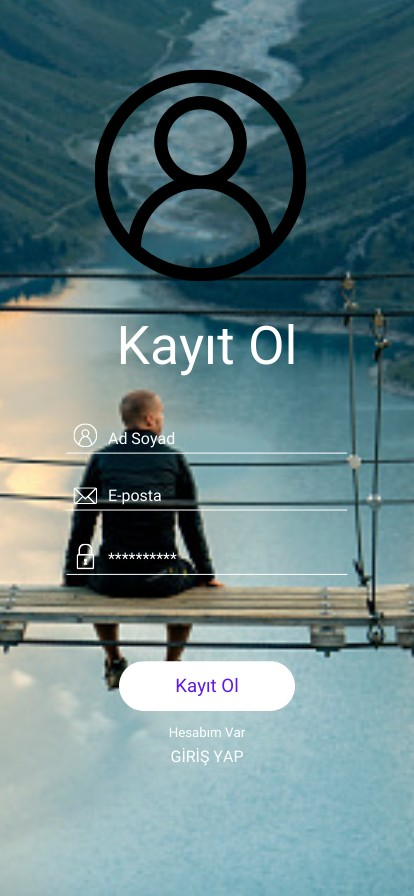 Kayıt Ol
Ad Soyad
E-posta
**********
Kayıt Ol
Hesabım Var
GİRİŞ YAP